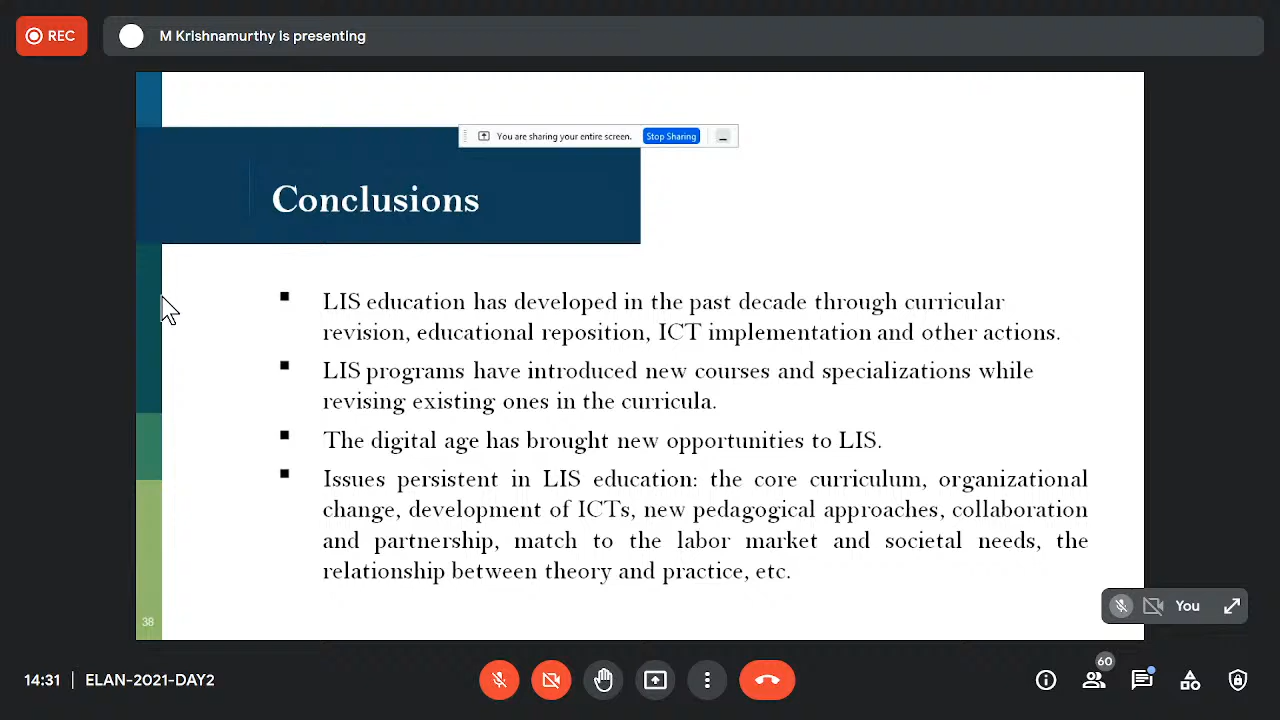 REC
M Krishnamurthy is presenting
You are sharing your entire screen.
Stop Sharing
Conclusions
LIS education has developed in the past decade through curricular
revision, educational reposition, ICT implementation and other actions.
LIS programs have introduced new courses and specializations while
revising existing ones in the curricula.
The digital age has brought new opportunities to LIS.
Issues persistent in LIS education: the core curriculum, organizational
change, development of ICTs, new pedagogical approaches, collaboration
and partnership, match to the labor market and societal needs, the
relationship between theory and practice, etc.
You
38
14:31 | ELAN-2021-DAY2
60